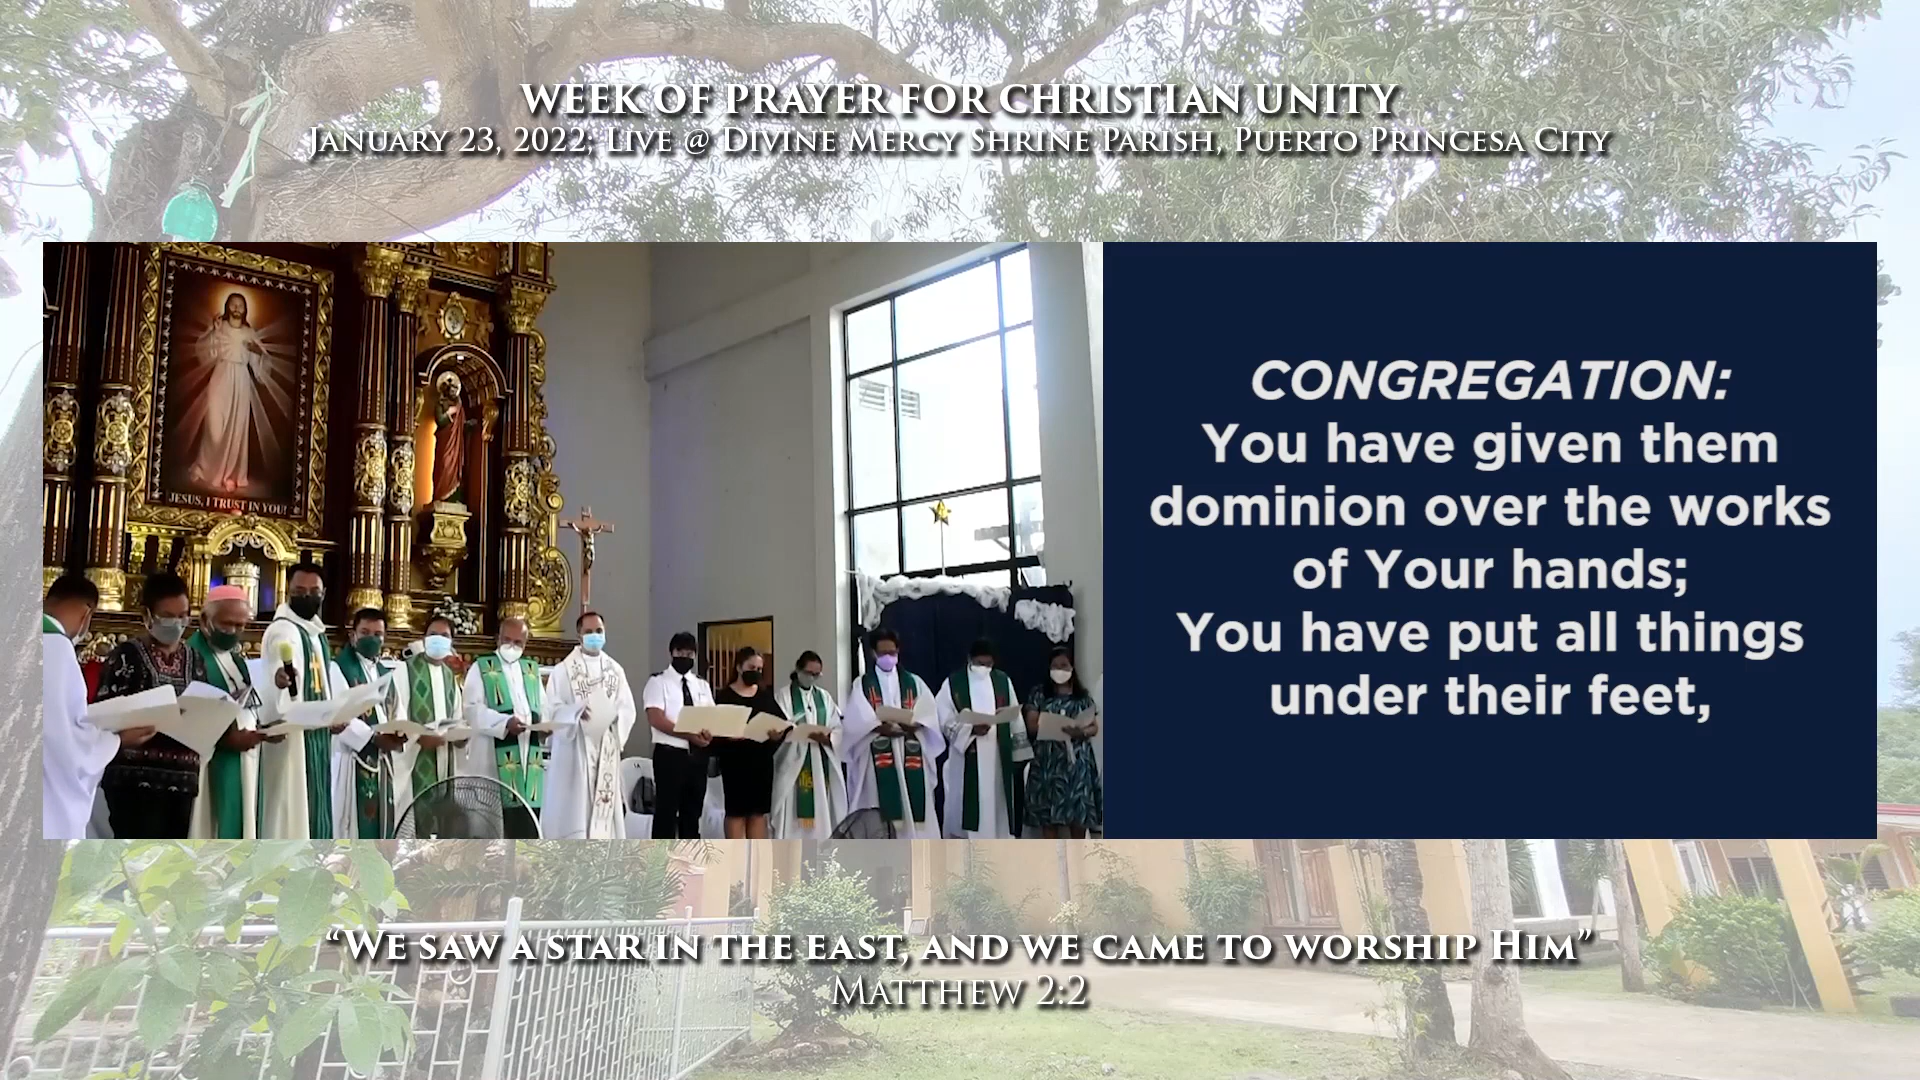 WEEK OF PRAYER FOR CHRISTIAN UNITY
January 23, 2022; Live @ Divine Mercy Shrine Parish, Puerto Princesa City
JESUS, I TRUST IN YOU!
CONGREGATION:
You have given them
dominion over the works
of Your hands;
You have put all things
under their feet,
“We saw a star in the east, and we came to worship Him”
Matthew 2:2